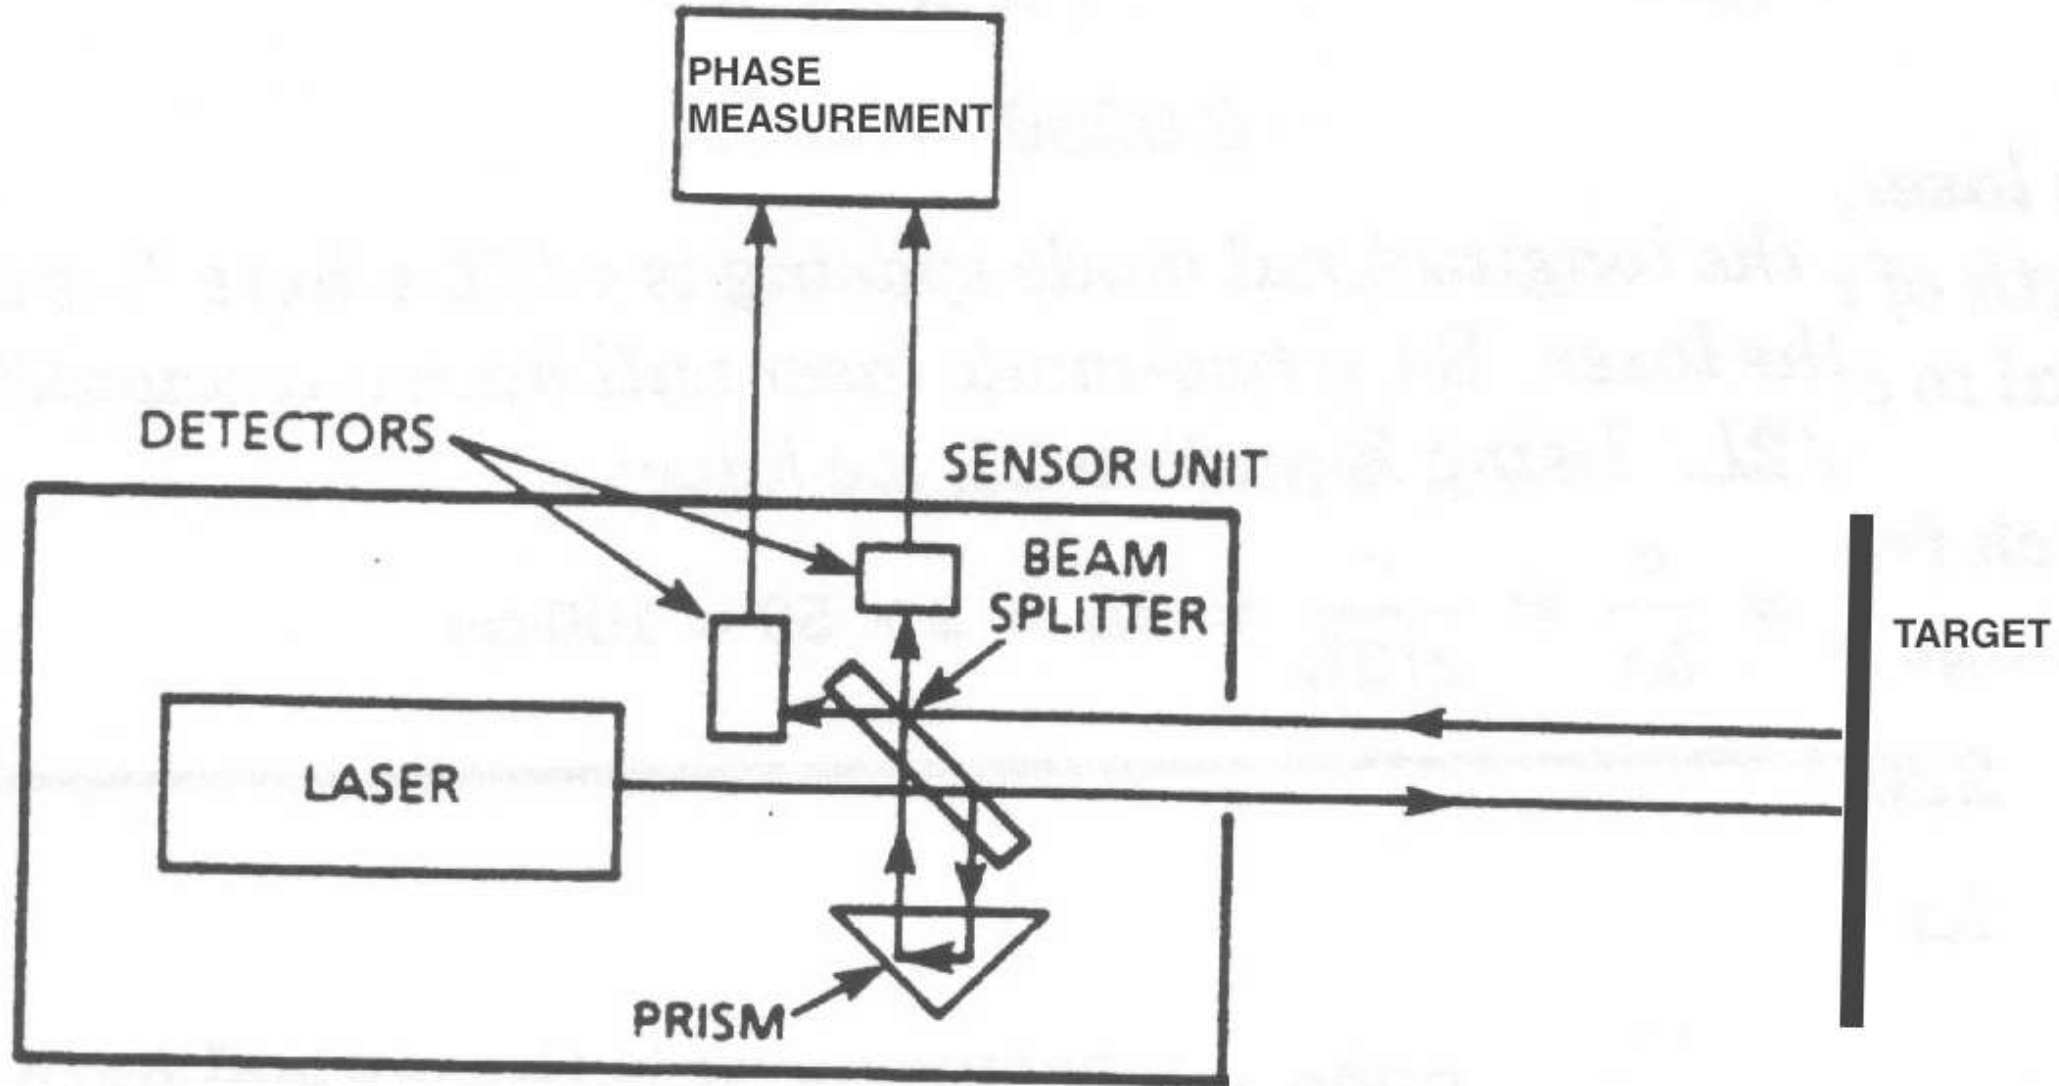 PHASE
MEASUREMENT
DETECTORS
SENSOR UNIT
BEAM
SPLITTER
TARGET
LASER
PRISM